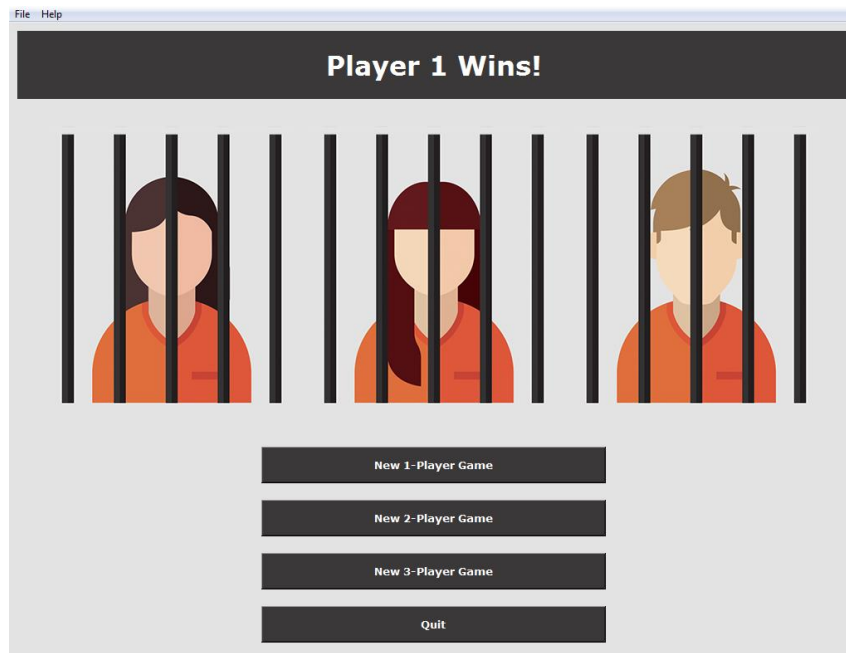 File Help
Player 1 Wins!
New 1-Player Game
New 2-Player Game
New 3-Player Game
Quit